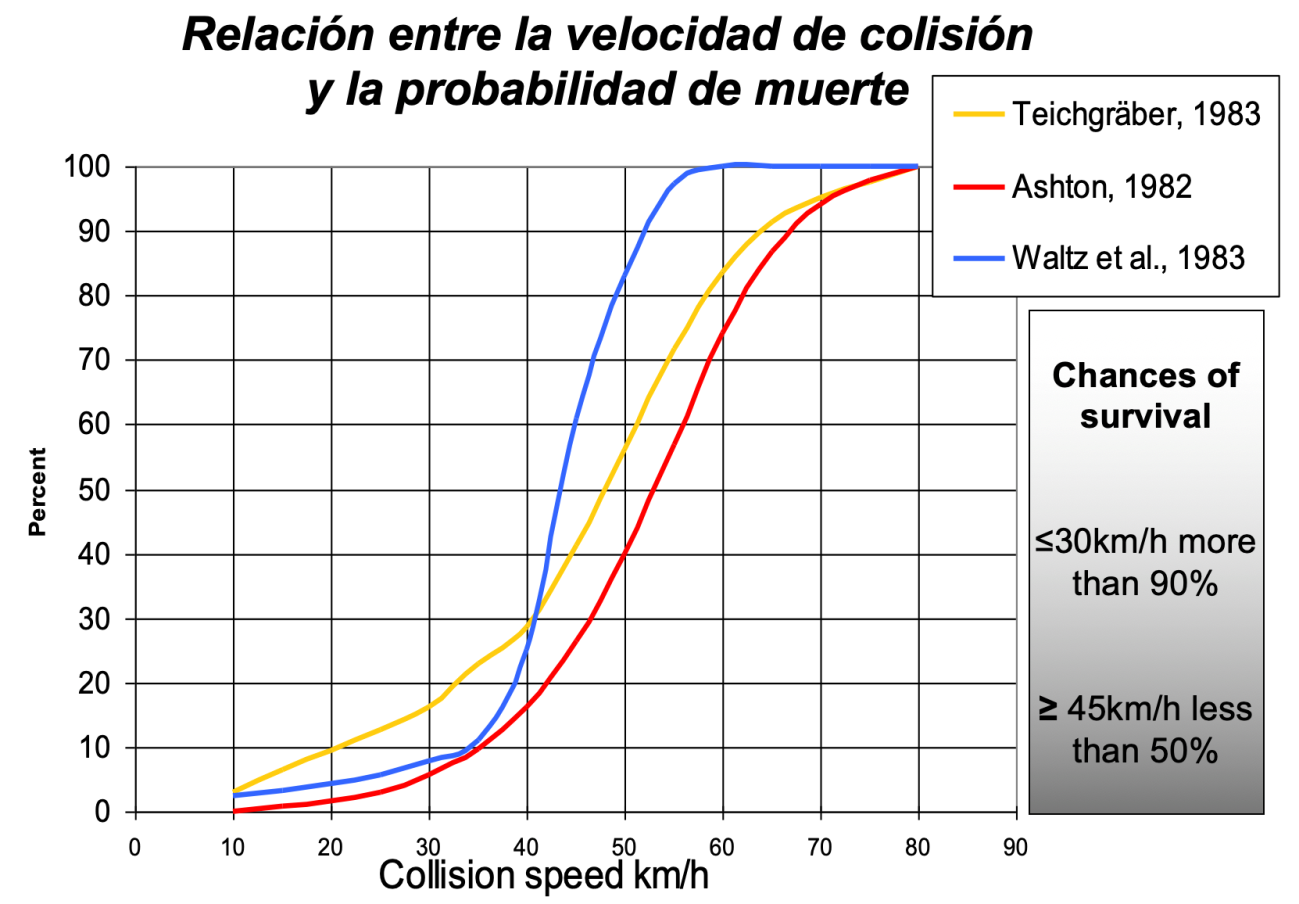 Relación entre la velocidad de colisión
y la probabilidad de muerte
Teichgräber, 1983
Ashton, 1982
Waltz et al., 1983
100
90
80
70
60
50
40
30
20
10
0
Percent
0 10 20 30 40 50 60 70 80 90
Collision speed km/h
Chances of
survival
≤30km/h more
than 90%
≥ 45km/h less
than 50%